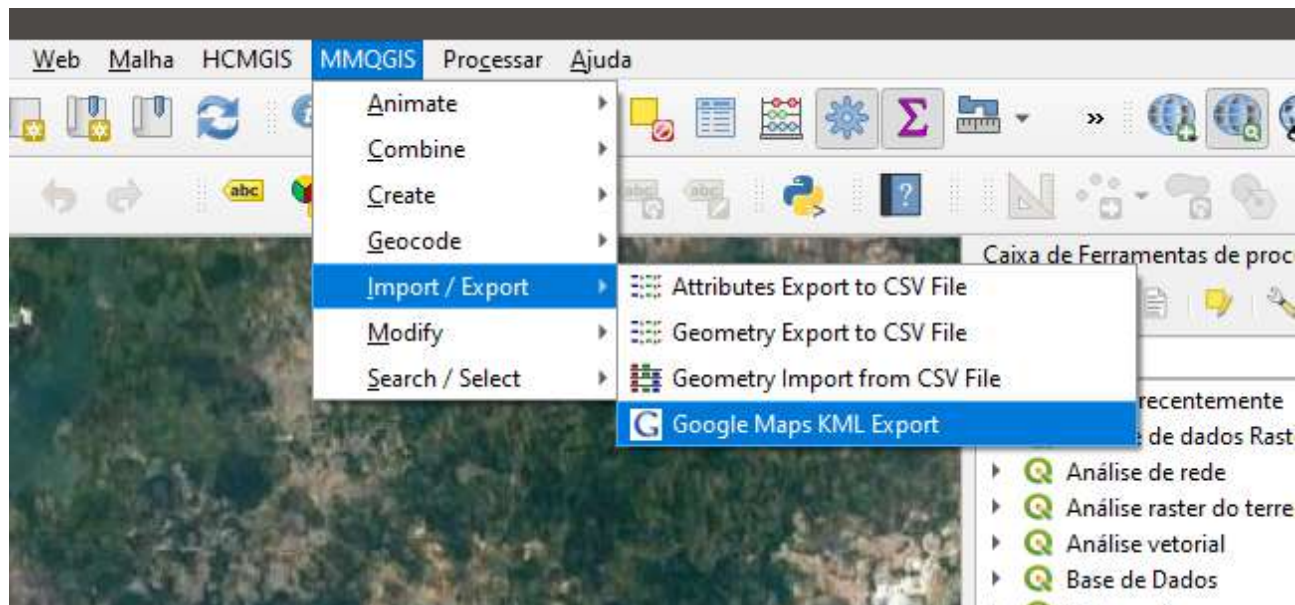 Web Malha HCMGIS MMQGIS Processar Ajuda
Animate
Combine
Create
Geocode
Import / Export
Modify
Search / Select
»
abc
abc
abc
?
Attributes Export to CSV File
Geometry Export to CSV File
Geometry Import from CSV File
G Google Maps KML Export
Caixa de Ferramentas de proc
recentemente
de dados Rast
Análise de rede
Análise raster do terre
Análise vetorial
Base de Dados